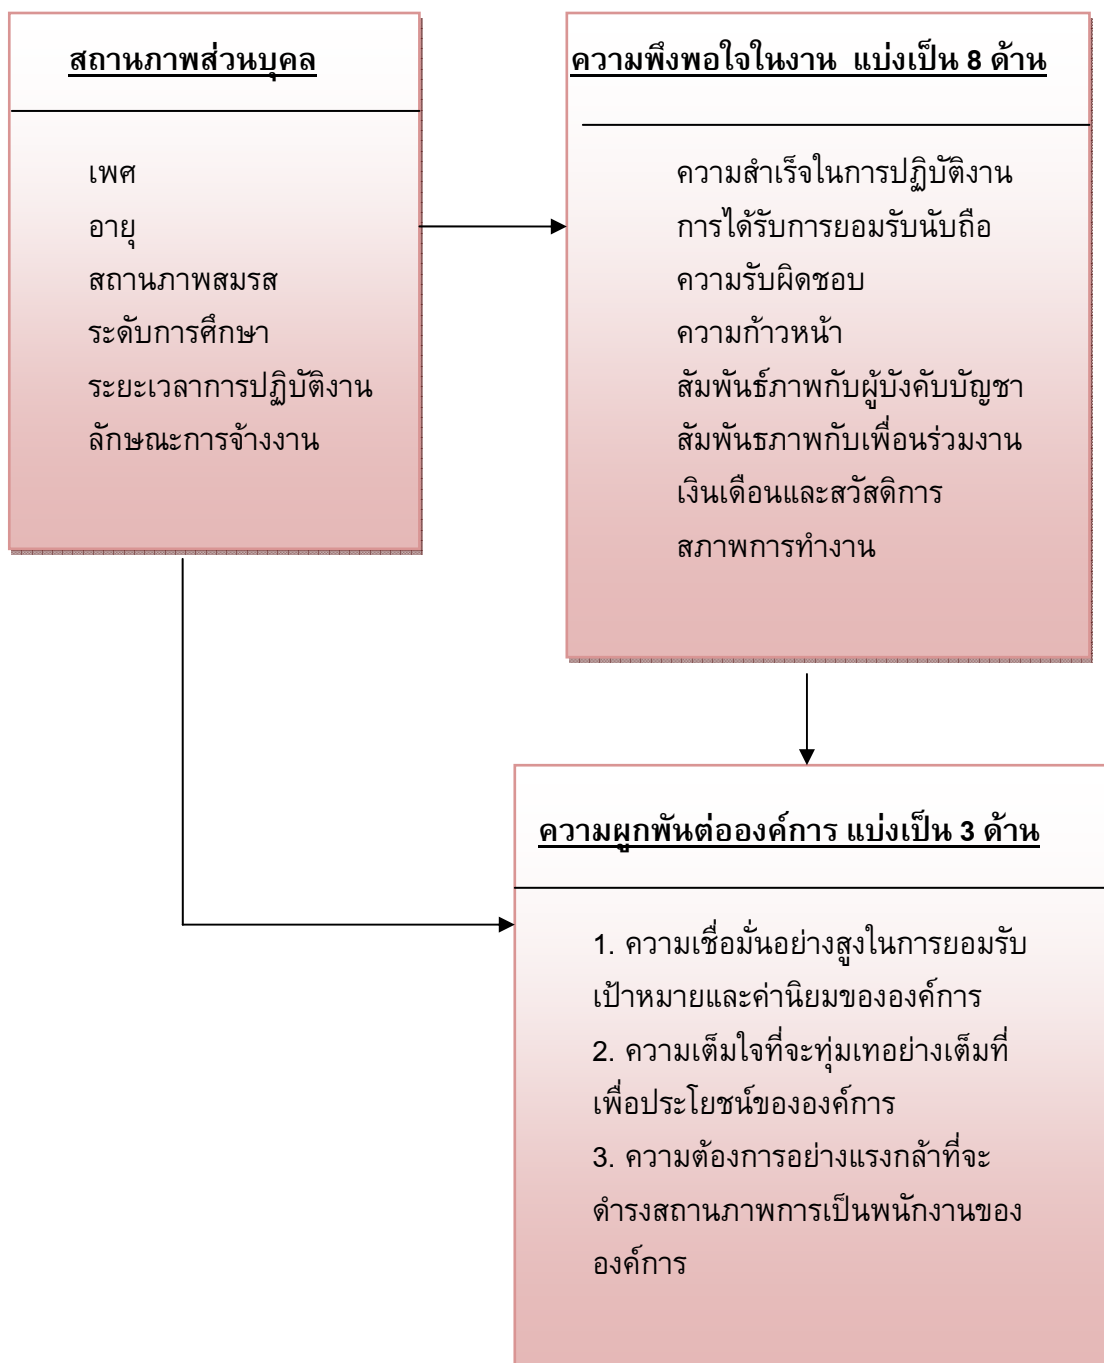 สถานภาพส่วนบุคล
เพศ
อายุ
สถานภาพสมรส
ระดับการศึกษา
ระยะเวลาการปฏิบัติงาน
ลักษณะการจ้างงาน
ความพึงพอใจในงาน แบ่งเป็น 8 ด้าน
ความสำเร็จในการปฏิบัติงาน
การได้รับการยอมรับนับถือ
ความรับผิดชอบ
ความก้าวหน้า
สัมพันธ์ภาพกับผู้บังคับบัญชา
สัมพันธภาพกับเพื่อนร่วมงาน
เงินเดือนและสวัสดิการ
สภาพการทำงาน
ความผูกพันต่อองค์การ แบ่งเป็น 3 ด้าน
1. ความเชื่อมั่นอย่างสูงในการยอมรับ
เป้าหมายและค่านิยมขององค์การ
2. ความเต็มใจที่จะทุ่มเทอย่างเต็มที่
เพื่อประโยชน์ขององค์การ
3. ความต้องการอย่างแรงกล้าที่จะ
ดำรงสถานภาพการเป็นพนักงานของ
องค์การ